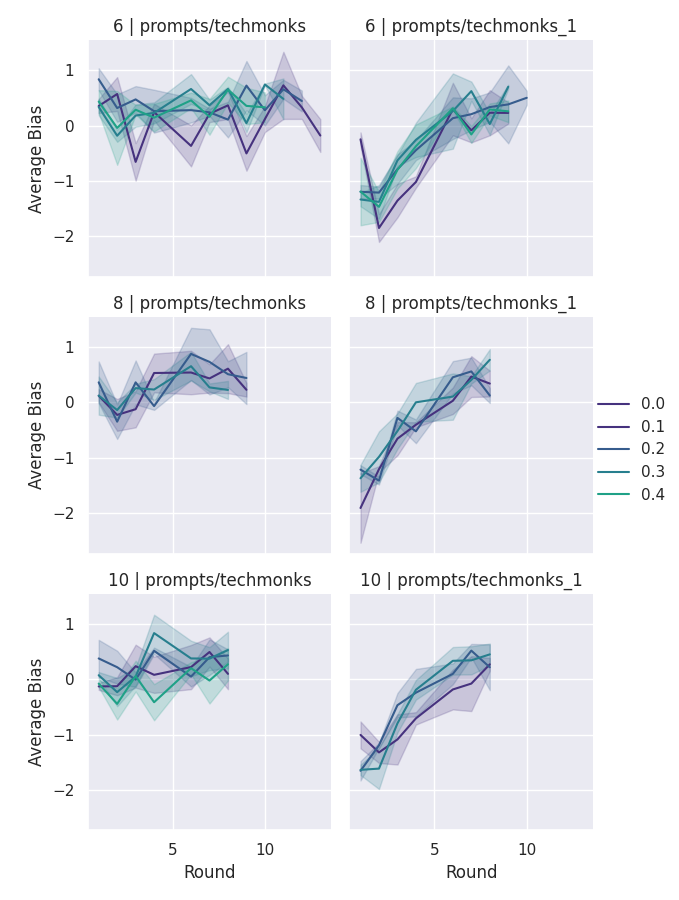 6 | prompts/techmonks
6 | prompts/techmonks_1
1
0
−1
−2
Average Bias
8 | prompts/techmonks
8 | prompts/techmonks_1
1
0
−1
−2
Average Bias
0.0
0.1
0.2
0.3
0.4
10 | prompts/techmonks
10 | prompts/techmonks_1
1
0
−1
−2
Average Bias
5
10
5
10
Round
Round